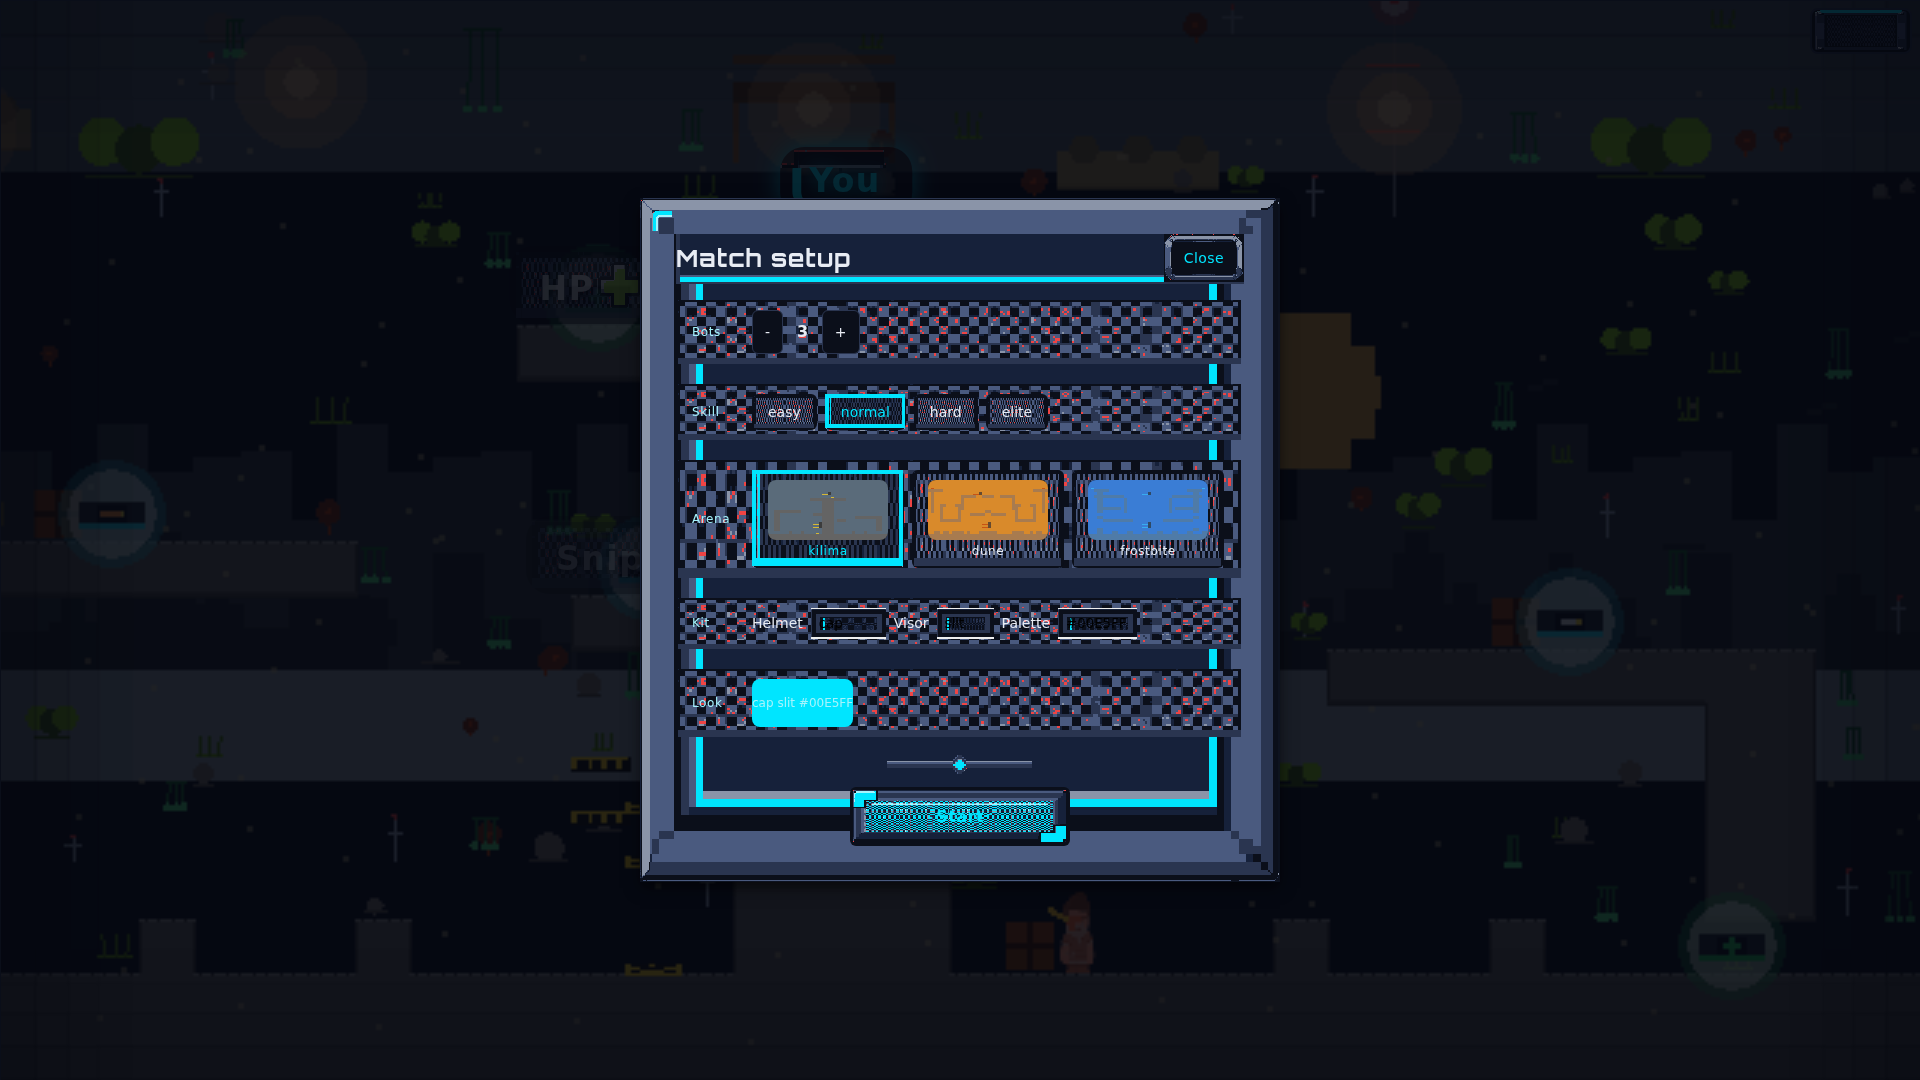 You
Match setup
Close
HP
Bots - 3 +
Skill easy normal hard elite
Arena
kilima dune frostbite
Snip
Kit Helmet Visor Palette
Look cap slit #00E5FF
Start